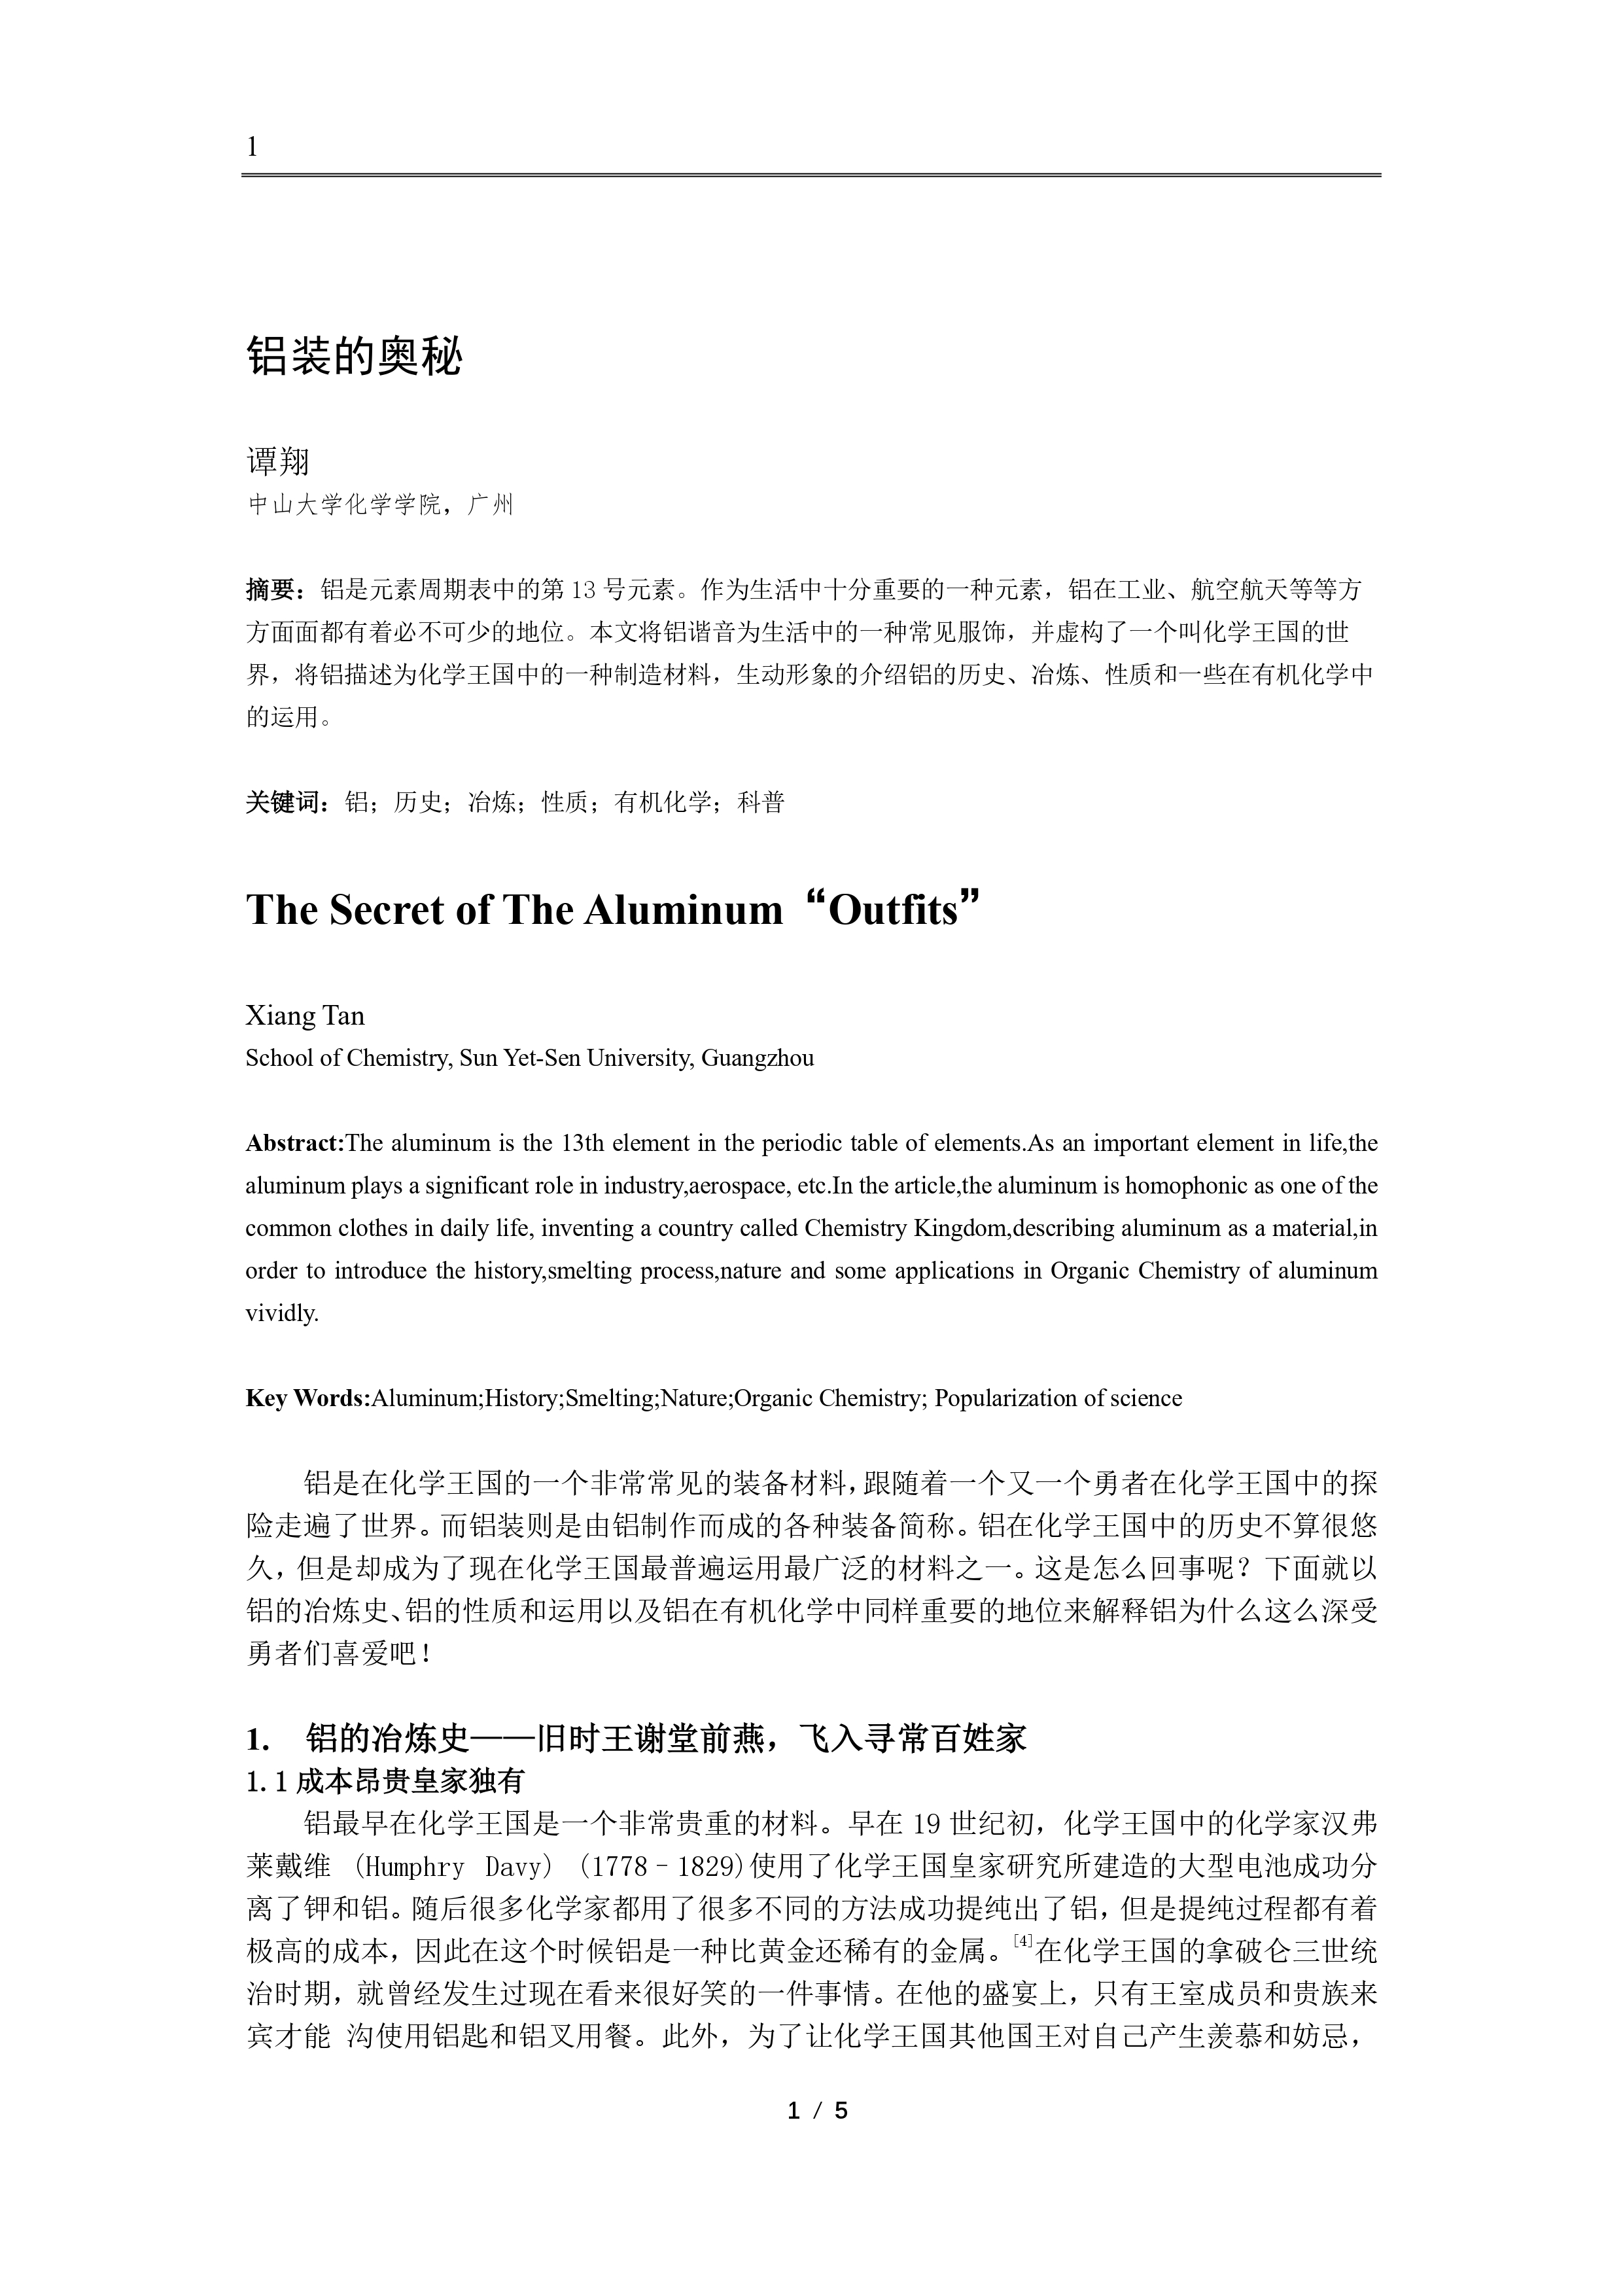 1
铝装的奥秘
谭翔
中山大学化学学院，广州
摘要：铝是元素周期表中的第 13 号元素。作为生活中十分重要的一种元素，铝在工业、航空航天等等方
方面面都有着必不可少的地位。本文将铝谐音为生活中的一种常见服饰，并虚构了一个叫化学王国的世
界，将铝描述为化学王国中的一种制造材料，生动形象的介绍铝的历史、冶炼、性质和一些在有机化学中
的运用。
关键词：铝；历史；冶炼；性质；有机化学；科普
The Secret of The Aluminum “Outfits”
Xiang Tan
School of Chemistry, Sun Yet-Sen University, Guangzhou
Abstract:The aluminum is the 13th element in the periodic table of elements.As an important element in life,the
aluminum plays a significant role in industry,aerospace, etc.In the article,the aluminum is homophonic as one of the
common clothes in daily life, inventing a country called Chemistry Kingdom,describing aluminum as a material,in
order to introduce the history,smelting process,nature and some applications in Organic Chemistry of aluminum
vividly.
Key Words:Aluminum;History;Smelting;Nature;Organic Chemistry; Popularization of science
铝是在化学王国的一个非常常见的装备材料，跟随着一个又一个勇者在化学王国中的探
险走遍了世界。而铝装则是由铝制作而成的各种装备简称。铝在化学王国中的历史不算很悠
久，但是却成为了现在化学王国最普遍运用最广泛的材料之一。这是怎么回事呢？下面就以
铝的冶炼史、铝的性质和运用以及铝在有机化学中同样重要的地位来解释铝为什么这么深受
勇者们喜爱吧！
1. 铝的冶炼史——旧时王谢堂前燕，飞入寻常百姓家
1.1 成本昂贵皇家独有
铝最早在化学王国是一个非常贵重的材料。早在 19 世纪初，化学王国中的化学家汉弗
莱戴维 (Humphry Davy) (1778–1829)使用了化学王国皇家研究所建造的大型电池成功分
离了钾和铝。随后很多化学家都用了很多不同的方法成功提纯出了铝，但是提纯过程都有着
极高的成本，因此在这个时候铝是一种比黄金还稀有的金属。[4]在化学王国的拿破仑三世统
治时期，就曾经发生过现在看来很好笑的一件事情。在他的盛宴上，只有王室成员和贵族来
宾才能 沟使用铝匙和铝叉用餐。此外，为了让化学王国其他国王对自己产生羡慕和妨忌，
1 / 5